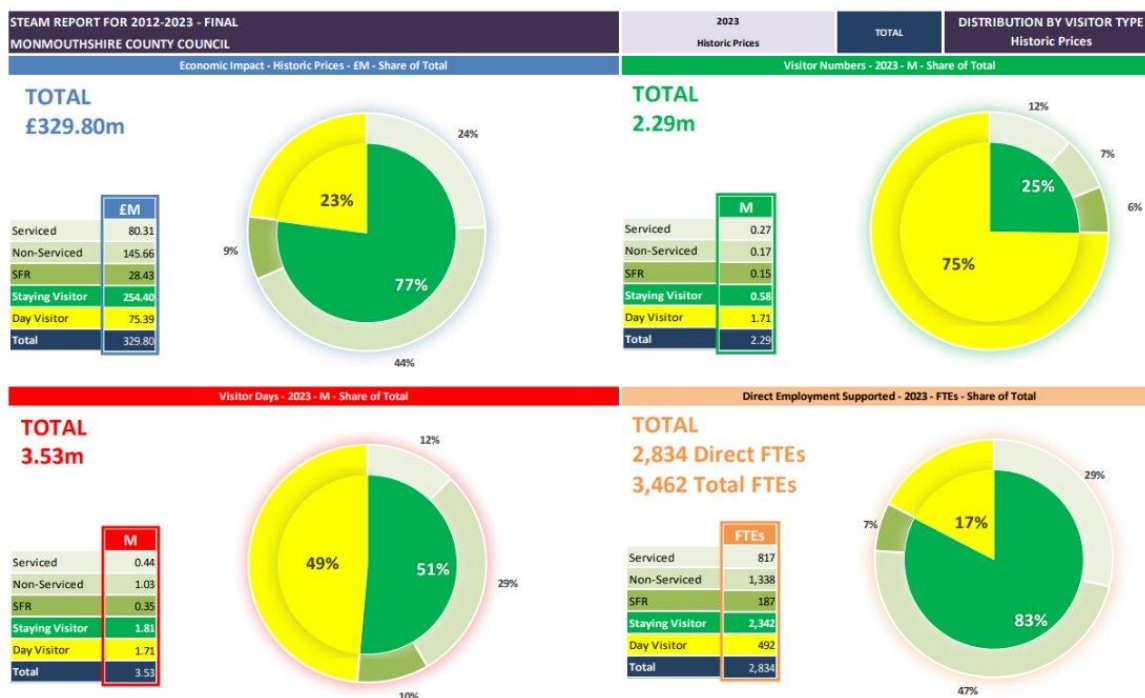 STEAM REPORT FOR 2012-2023 - FINAL
MONMOUTHSHIRE COUNTY COUNCIL
2023
Historic Prices
TOTAL
DISTRIBUTION BY VISITOR TYPE
Historic Prices
Economic Impact - Historic Prices - £M - Share of Total
TOTAL
£329.80m
£M
Serviced 80.31
Non-Serviced 145.66
SFR 28.43
Staying Visitor 254.40
Day Visitor 75.39
Total 329.80
24%
23%
9%
77%
44%
Visitor Numbers - 2023 - M - Share of Total
TOTAL
2.29m
M
Serviced 0.27
Non-Serviced 0.17
SFR 0.15
Staying Visitor 0.58
Day Visitor 1.71
Total 2.29
12%
7%
25%
6%
75%
Visitor Days - 2023 - M - Share of Total
TOTAL
3.53m
M
Serviced 0.44
Non-Serviced 1.03
SFR 0.35
Staying Visitor 1.81
Day Visitor 1.71
Total 3.53
12%
49%
51%
29%
10%
Direct Employment Supported - 2023 - FTEs - Share of Total
TOTAL
2,834 Direct FTEs
3,462 Total FTEs
FTEs
Serviced 817
Non-Serviced 1,338
SFR 187
Staying Visitor 2,342
Day Visitor 492
Total 2,834
29%
7%
17%
83%
47%